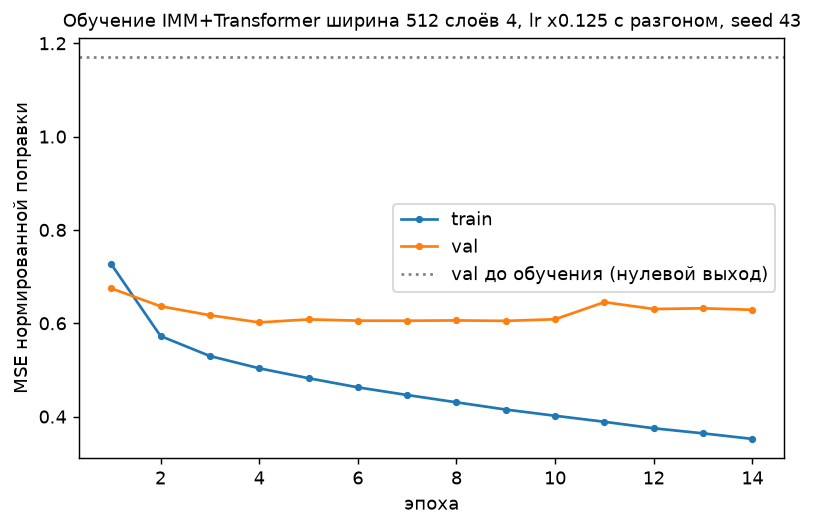 Обучение IMM+Transformer ширина 512 слоёв 4, lr x0.125 с разгоном, seed 43
MSE нормированной поправки
1.2
1.0
0.8
0.6
0.4
train
val
val до обучения (нулевой выход)
2 4 6 8 10 12 14
эпоха